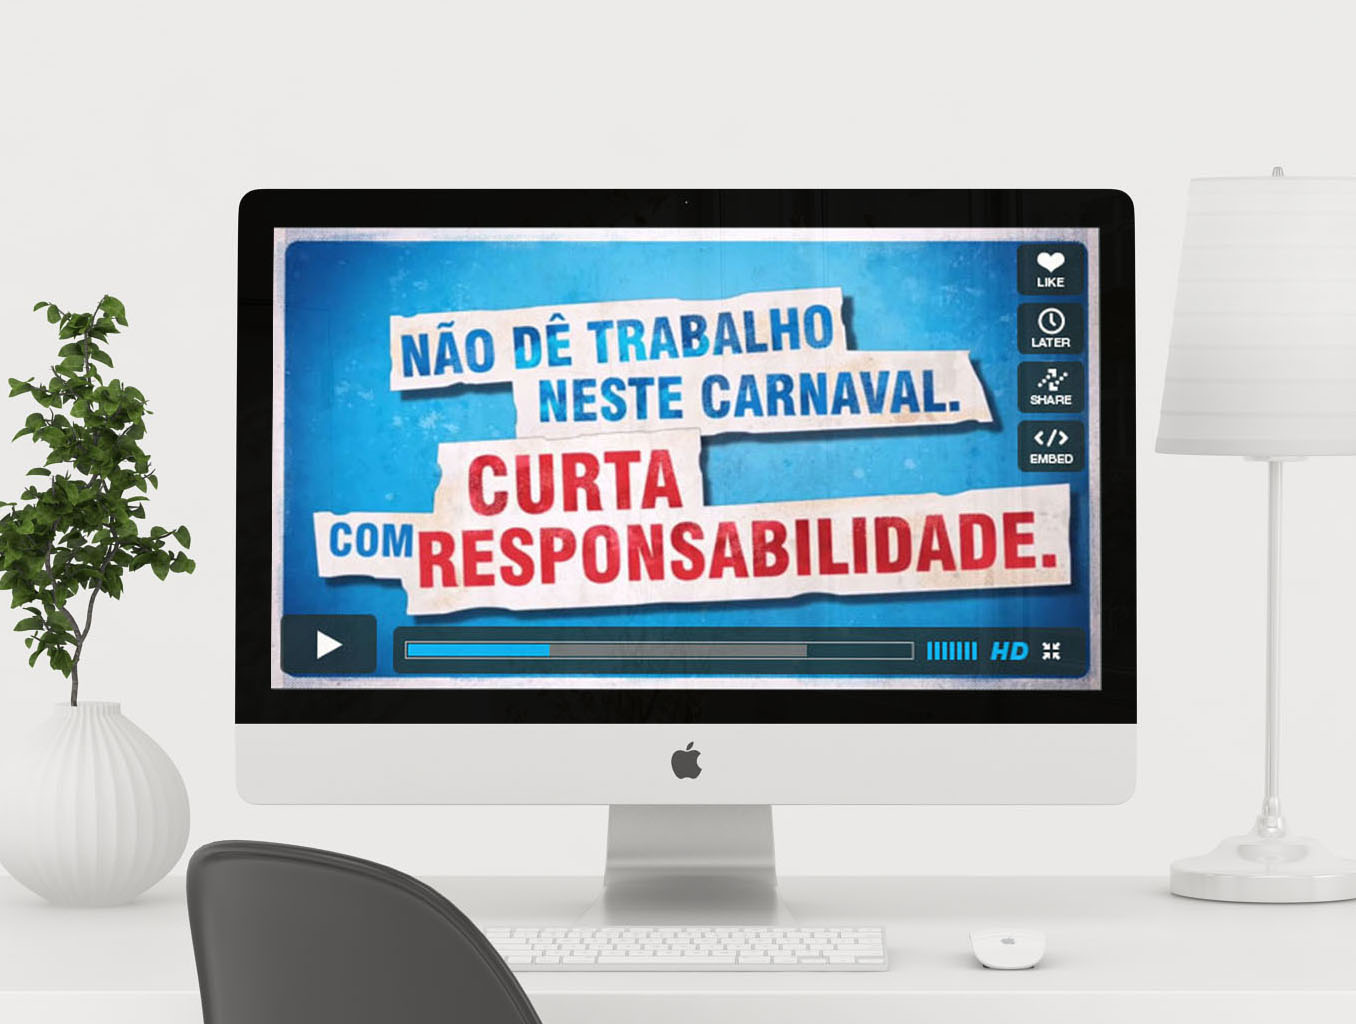 NÃO DÊ TRABALHO
NESTE CARNAVAL.
CURTA
COM RESPONSABILIDADE.
LIKE
LATER
SHARE
EMBED
HD